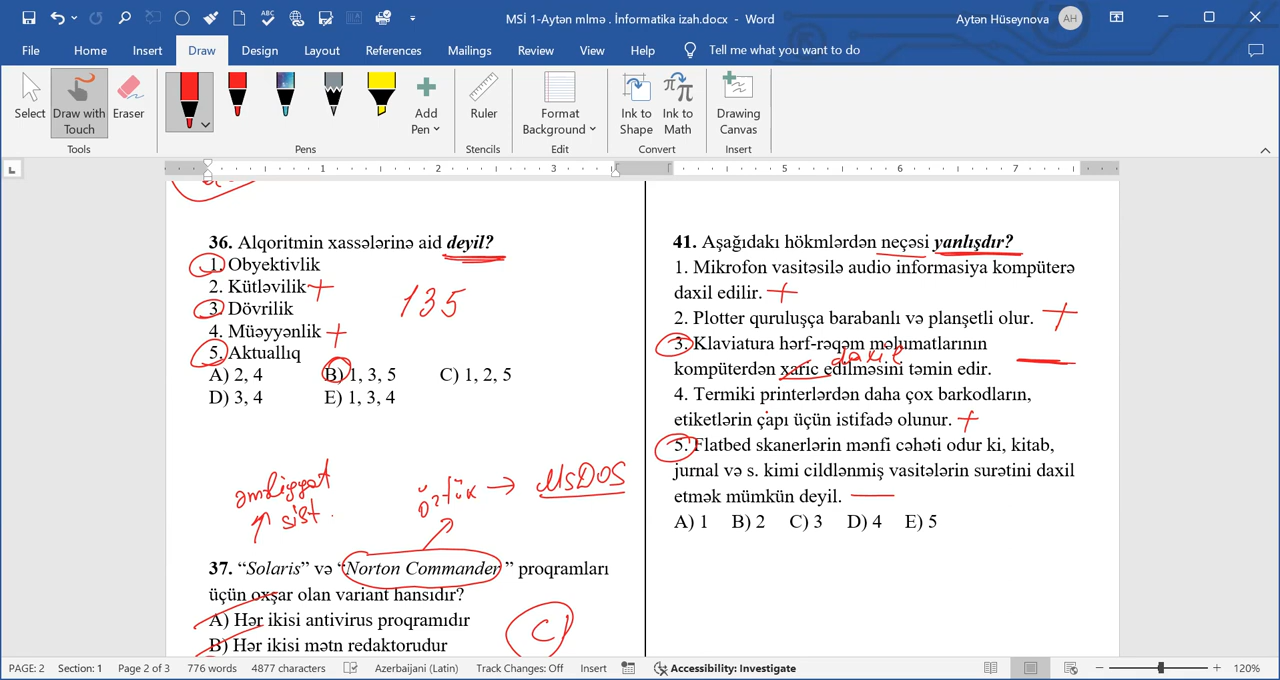 MSİ 1-Aytən mlmə . İnformatika izah.docx - Word
Aytən Hüseynova
AH
File Home Insert Draw Design Layout References Mailings Review View Help Tell me what you want to do
Select
Draw with Touch
Eraser
Add Pen
Ruler
Format Background
Ink to Shape
Ink to Math
Drawing Canvas
Tools Pens Stencils Edit Convert Insert
1 2 3 5 6 7
36. Alqoritmin xassələrinə aid deyil?
1. Obyektivlik
2. Kütləvilik +
3. Dövrilik
135
4. Müəyyənlik +
5. Aktuallıq
A) 2, 4 B) 1, 3, 5 C) 1, 2, 5
D) 3, 4 E) 1, 3, 4
əməliyyat
sist
örtük → MSDOS
37. “Solaris” və “Norton Commander ” proqramları
üçün oxşar olan variant hansıdır?
A) Hər ikisi antivirus proqramıdır
B) Hər ikisi mətn redaktorudur
C)
41. Aşağıdakı hökmlərdən neçəsi yanlışdır?
1. Mikrofon vasitəsilə audio informasiya kompüterə
daxil edilir. +
2. Plotter quruluşca barabanlı və planşetli olur. +
3. Klaviatura hərf-rəqəm məlumatlarının
daxil
kompüterdən xaric edilməsini təmin edir.
4. Termiki printerlərdən daha çox barkodların,
etiketlərin çapı üçün istifadə olunur. +
5. Flatbed skanerlərin mənfi cəhəti odur ki, kitab,
jurnal və s. kimi cildlənmiş vasitələrin surətini daxil
etmək mümkün deyil.
A) 1 B) 2 C) 3 D) 4 E) 5
PAGE: 2 Section: 1 Page 2 of 3 776 words 4877 characters Azerbaijani (Latin) Track Changes: Off Insert Accessibility: Investigate 120%